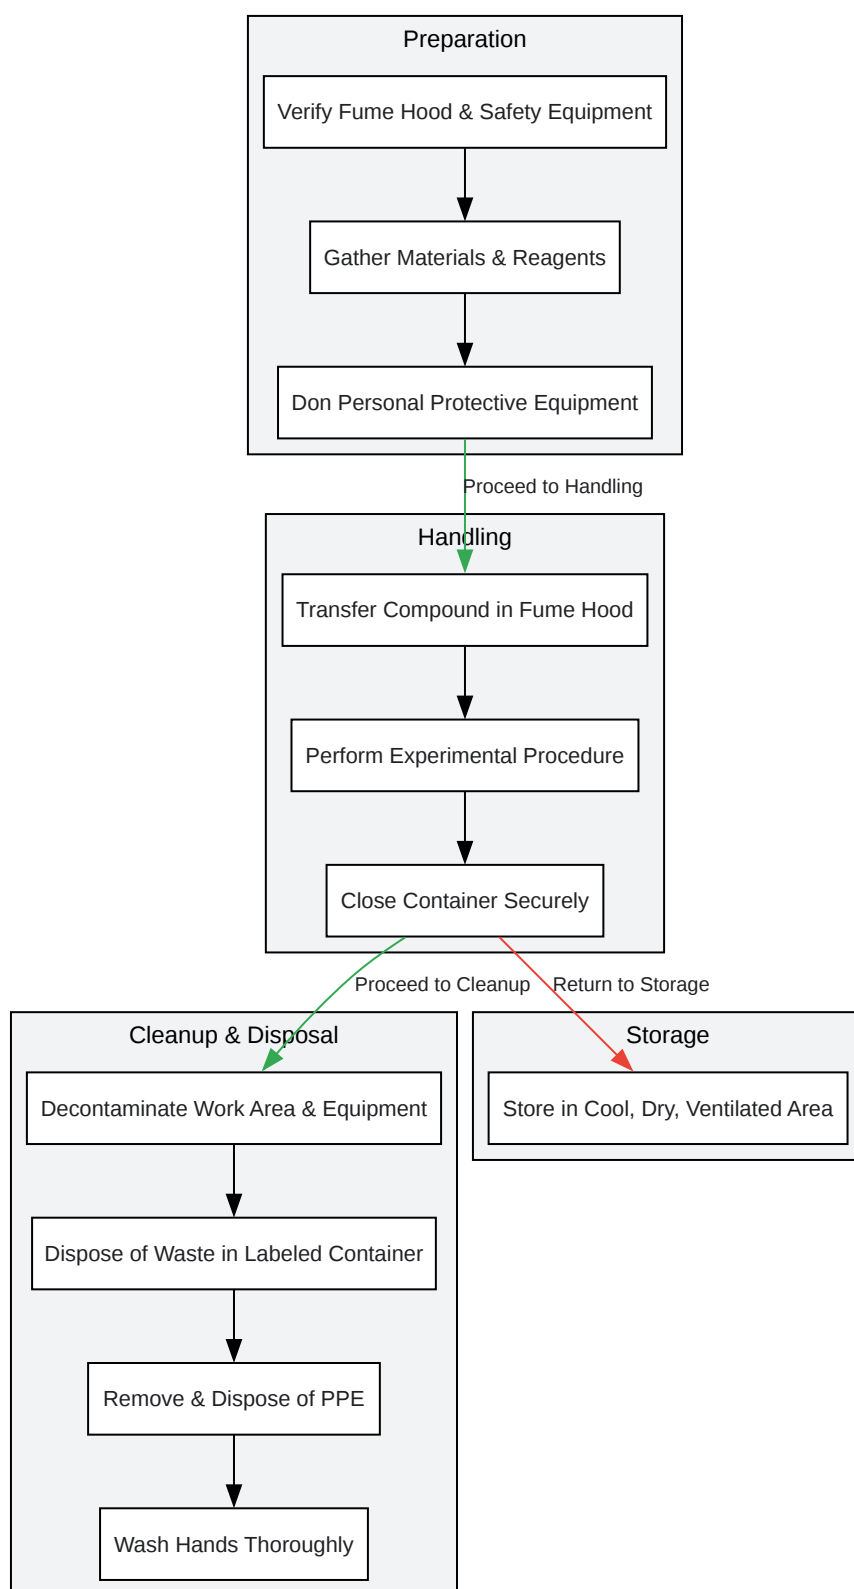 Preparation
Verify Fume Hood & Safety Equipment
Gather Materials & Reagents
Don Personal Protective Equipment
Proceed to Handling
Handling
Transfer Compound in Fume Hood
Perform Experimental Procedure
Close Container Securely
Proceed to Cleanup
Return to Storage
Cleanup & Disposal
Decontaminate Work Area & Equipment
Dispose of Waste in Labeled Container
Remove & Dispose of PPE
Wash Hands Thoroughly
Storage
Store in Cool, Dry, Ventilated Area